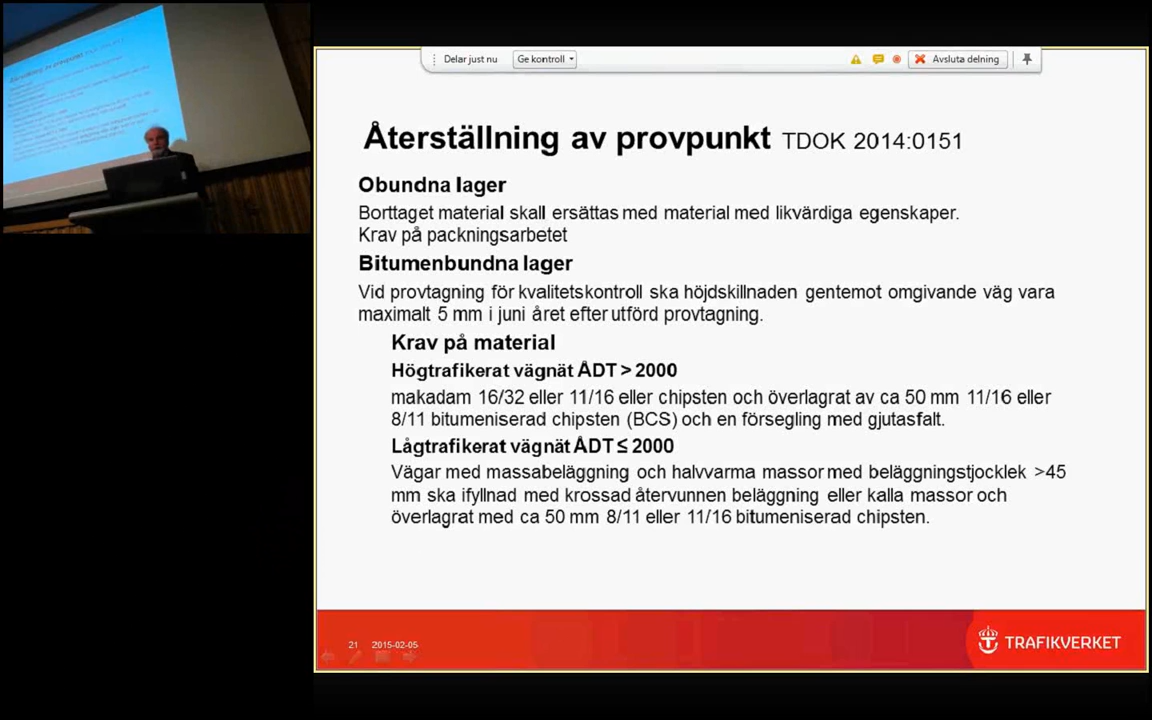 Delar just nu
Ge kontroll
Avsluta delning
Återställning av provpunkt TDOK 2014:0151
Obundna lager
Borttaget material skall ersättas med material med likvärdiga egenskaper.
Krav på packningsarbetet
Bitumenbundna lager
Vid provtagning för kvalitetskontroll ska höjdskillnaden gentemot omgivande väg vara
maximalt 5 mm i juni året efter utförd provtagning.
Krav på material
Högtrafikerat vägnät ÅDT > 2000
makadam 16/32 eller 11/16 eller chipsten och överlagrat av ca 50 mm 11/16 eller
8/11 bitumeniserad chipsten (BCS) och en försegling med gjutasfalt.
Lågtrafikerat vägnät ÅDT ≤ 2000
Vägar med massabeläggning och halvvarma massor med beläggningstjocklek >45
mm ska ifyllnad med krossad återvunnen beläggning eller kalla massor och
överlagrat med ca 50 mm 8/11 eller 11/16 bitumeniserad chipsten.
21 2015-02-05
TRAFIKVERKET